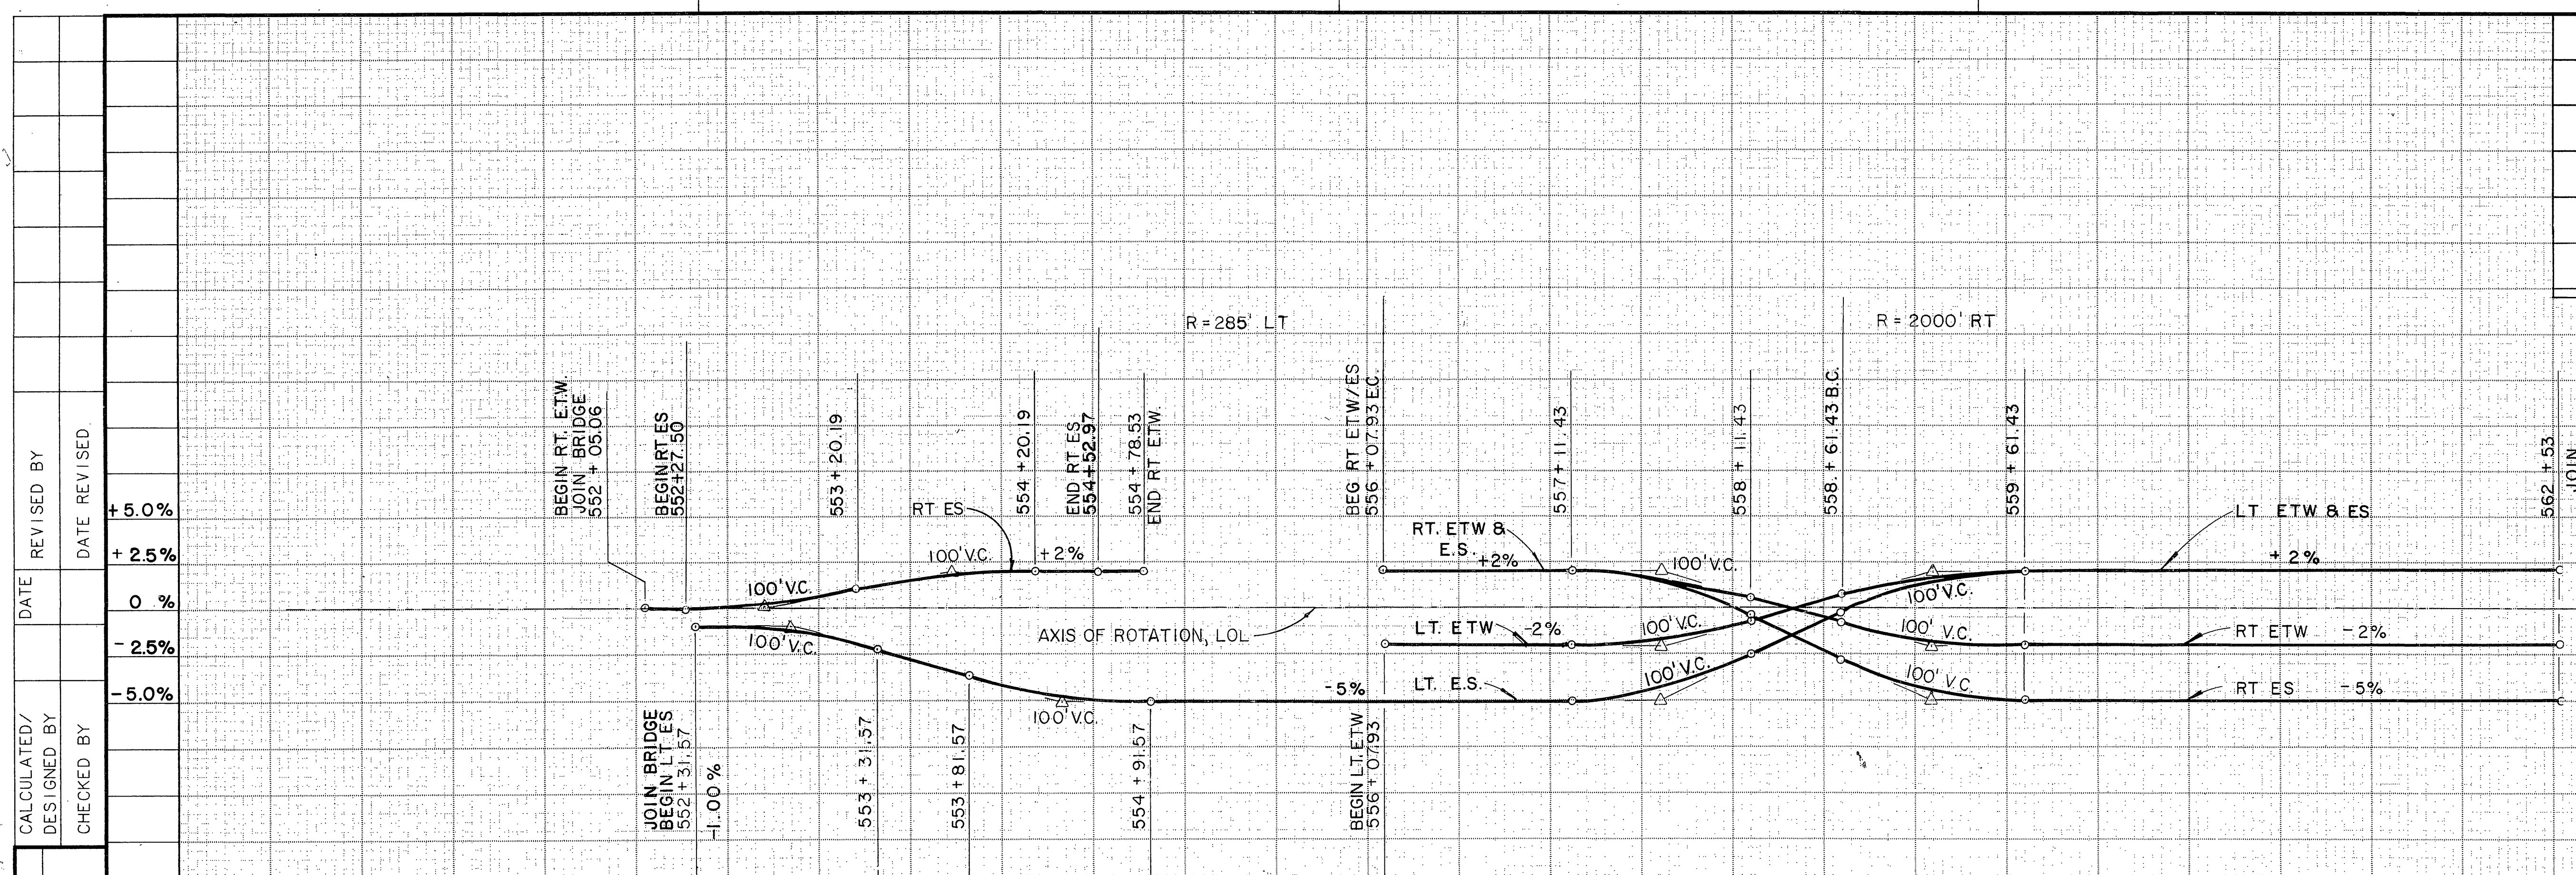 CALCULATED/
DESIGNED BY
CHECKED BY
DATE
REVISED BY
DATE REVISED
+5.0%
+2.5%
0 %
-2.5%
-5.0%
BEGIN RT. E.T.W.
JOIN BRIDGE
552 + 05.06
BEGIN RT ES
552+27.50
553+20.19
554+20.19
END RT ES
554+52.97
554+78.53
END RT E.T.W.
R=285' LT
BEG RT ETW/ES
556+07.93 E.C.
557+11.43
558+11.43
558+61.43 B.C.
R=2000' RT
559+61.43
562+53
JOIN
RT ES
100' V.C.
100' V.C.
+2%
RT. ETW &
E.S.
+2%
100' V.C.
LT ETW & ES
+2%
100' V.C.
AXIS OF ROTATION, LOL
100' V.C.
LT. ETW -2%
100' V.C.
100' V.C.
RT ETW -2%
-5%
LT. E.S.
100' V.C.
100' V.C.
RT ES -5%
100' V.C.
JOIN BRIDGE
BEGIN LT ES
552+31.57
-1.00%
553+31.57
553+81.57
554+91.57
BEGIN LT. ETW
556+07.93